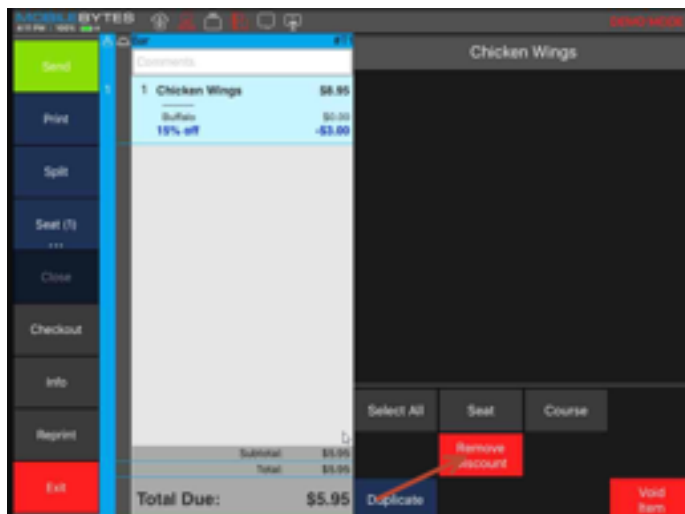 MOBILEBYTES
DEMO MODE
Send
Print
Split
Seat (1)
...
Close
Checkout
Info
Reprint
Exit
Bar
Comments
1
1 Chicken Wings $8.95
Buffalo $0.00
15% off -$3.00
Subtotal: $5.95
Total: $5.95
Total Due: $5.95
Chicken Wings
Select All
Seat
Course
Remove
Discount
Duplicate
Void
Item